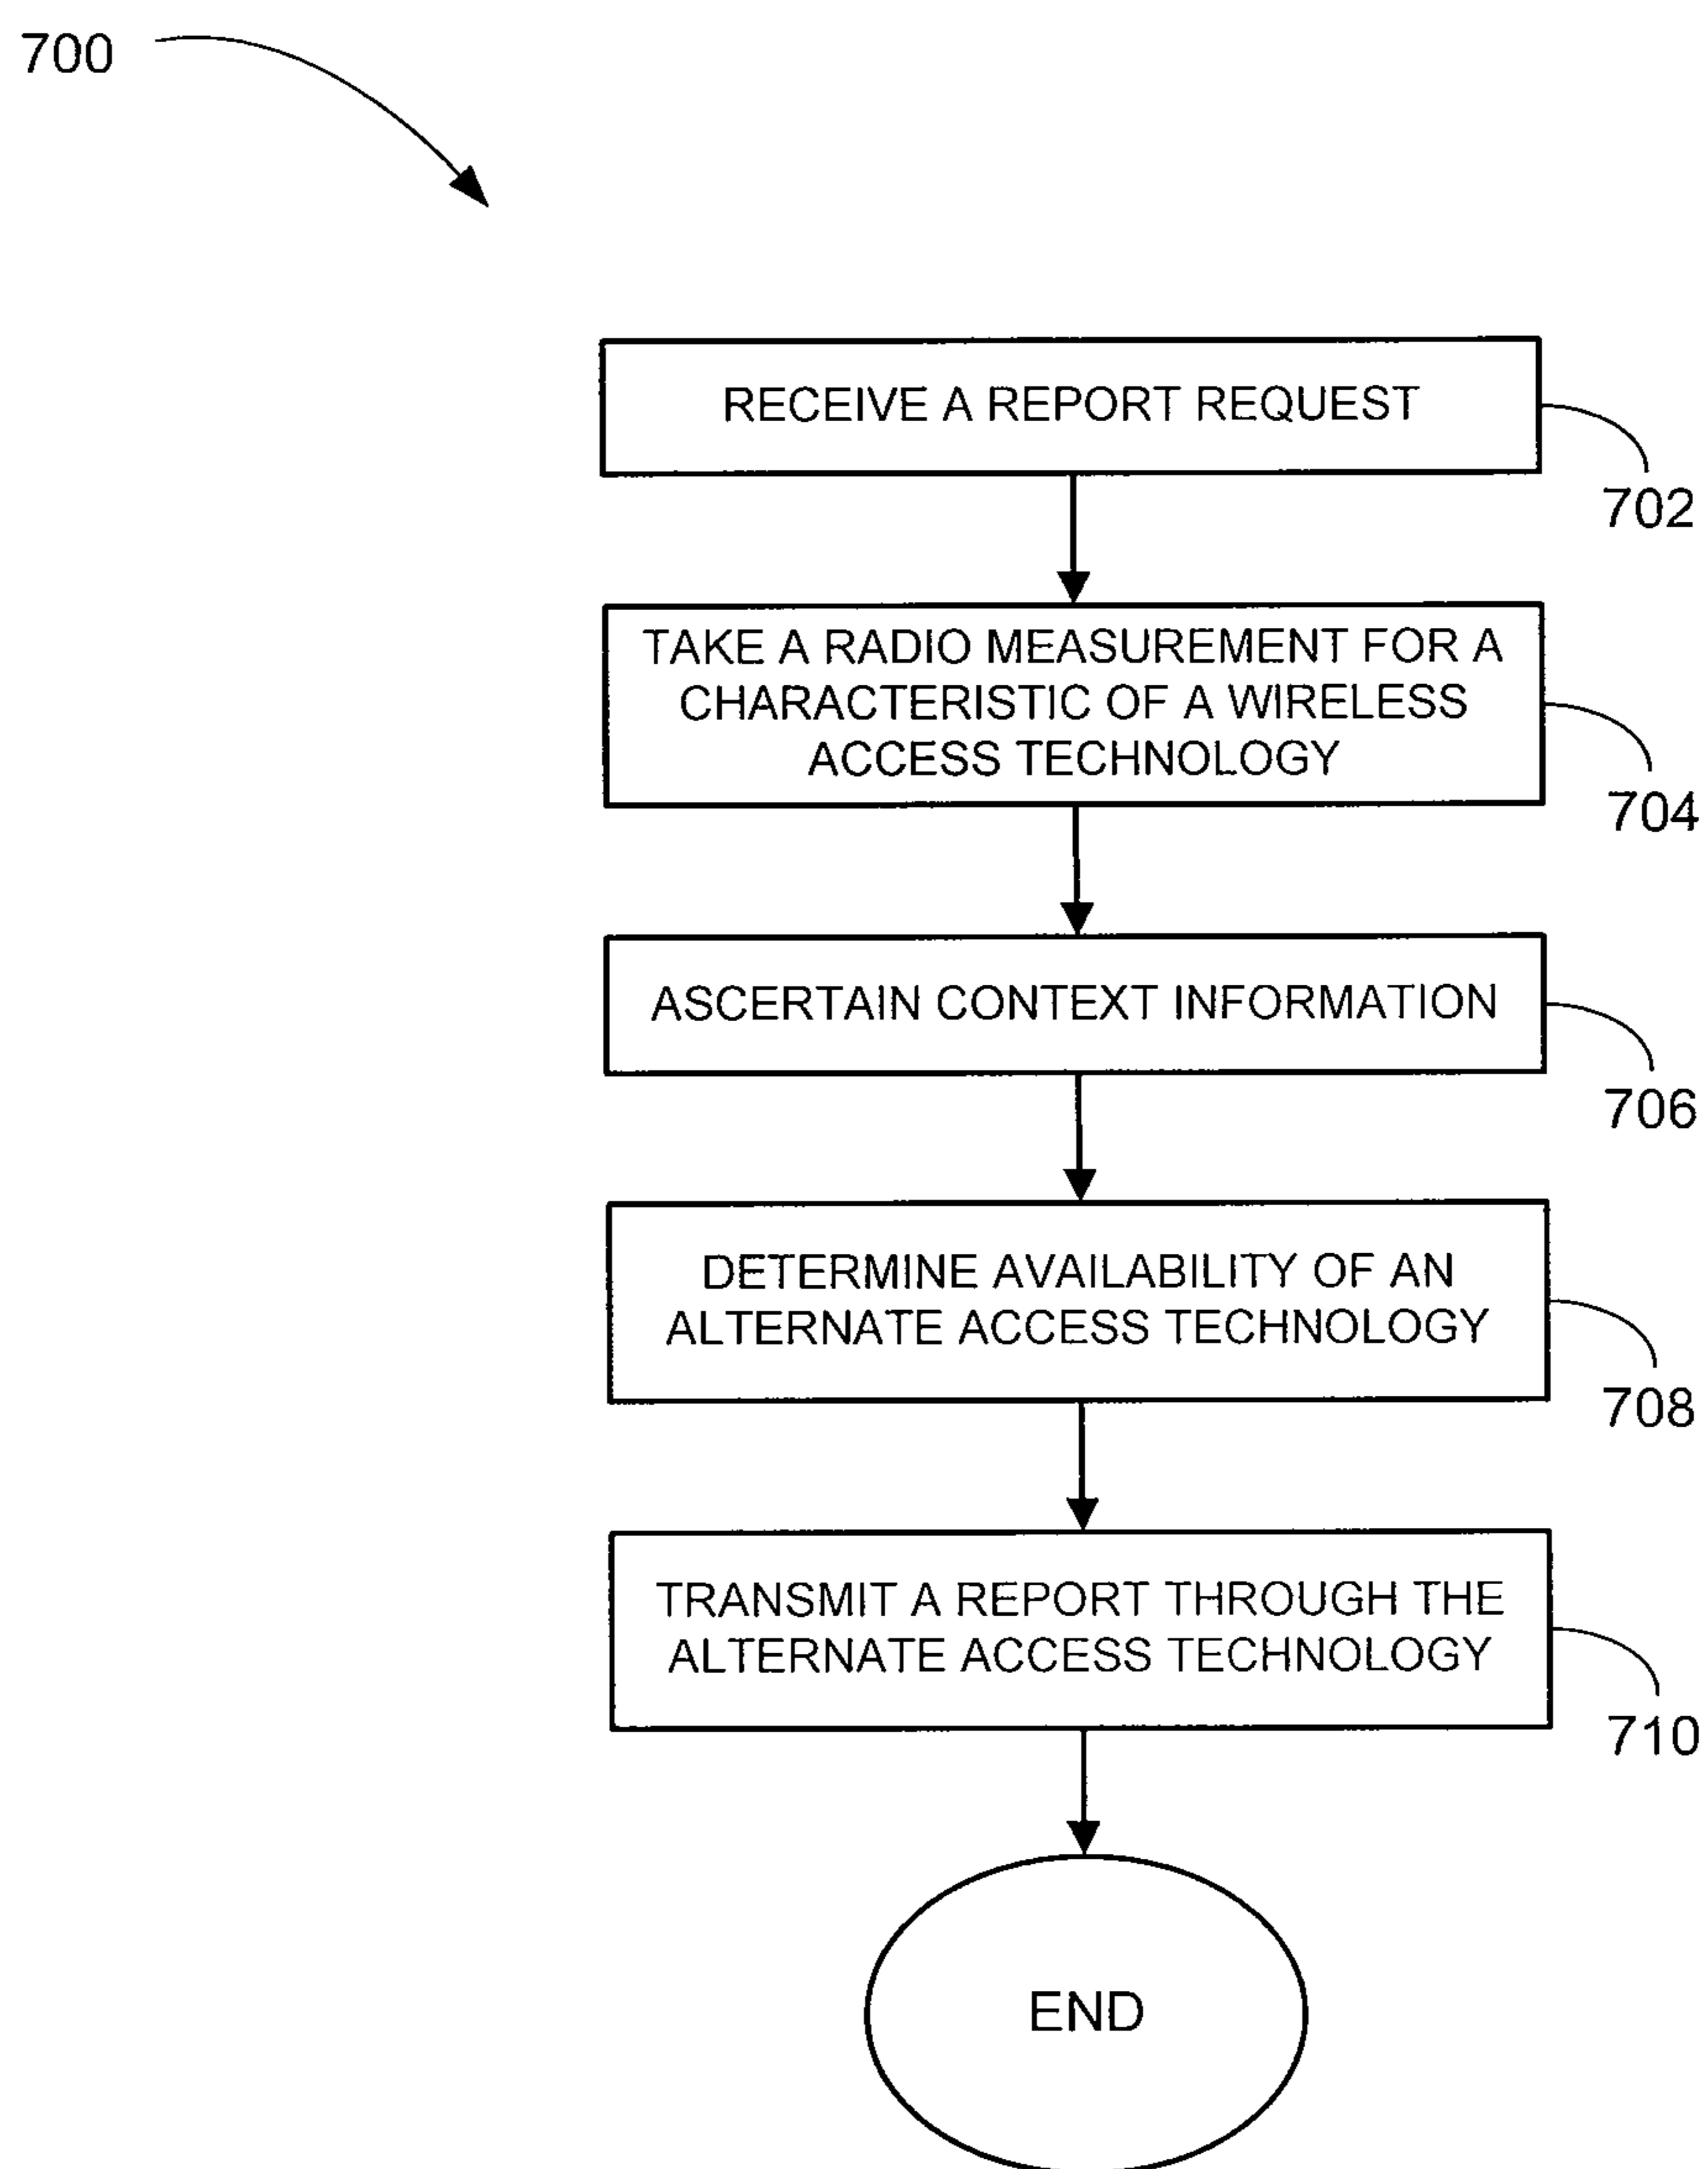 700
RECEIVE A REPORT REQUEST
702
TAKE A RADIO MEASUREMENT FOR A
CHARACTERISTIC OF A WIRELESS
ACCESS TECHNOLOGY
704
ASCERTAIN CONTEXT INFORMATION
706
DETERMINE AVAILABILITY OF AN
ALTERNATE ACCESS TECHNOLOGY
708
TRANSMIT A REPORT THROUGH THE
ALTERNATE ACCESS TECHNOLOGY
710
END